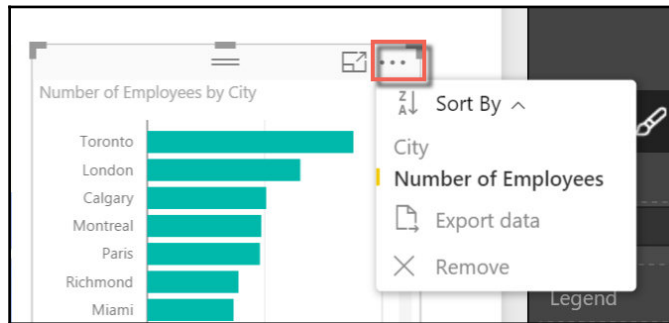 Number of Employees by City
Toronto
London
Calgary
Montreal
Paris
Richmond
Miami
Z
A
Sort By
City
Number of Employees
Export data
Remove
Legend